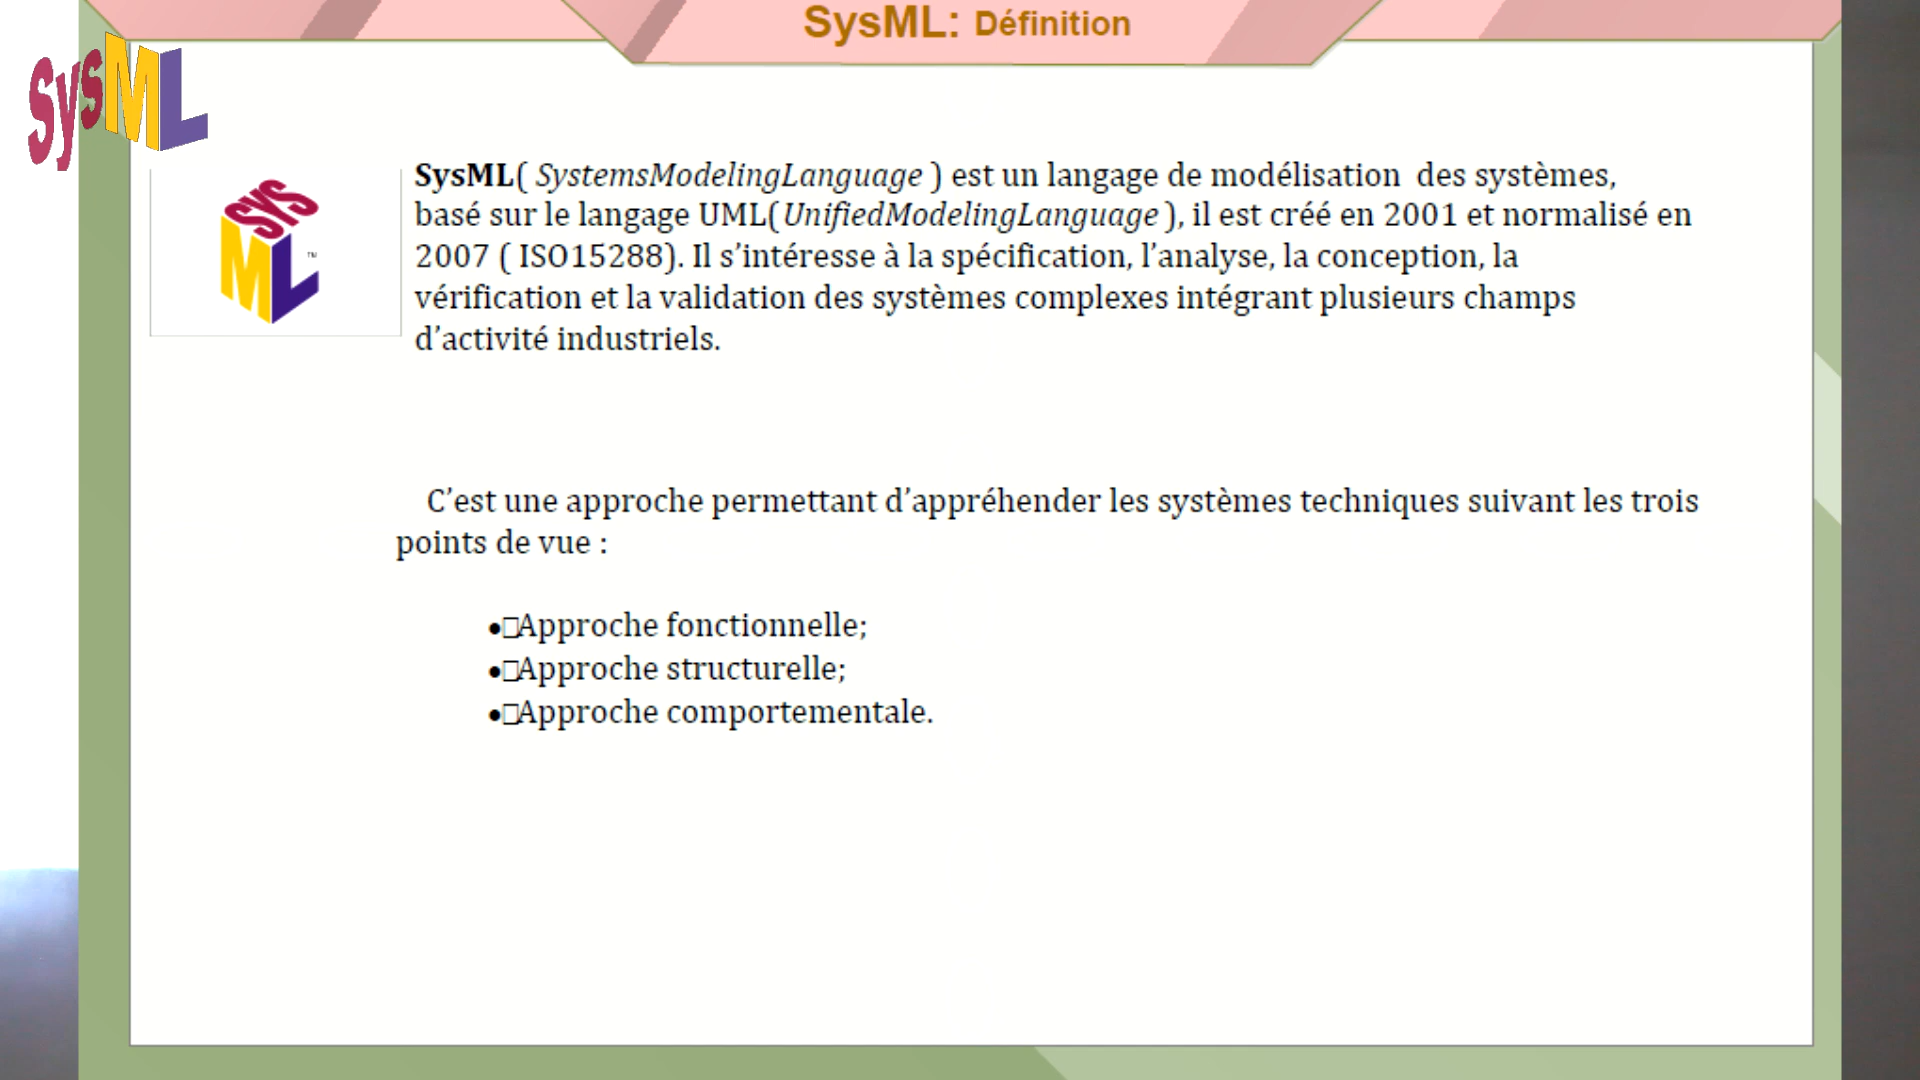 SysML: Définition
SysML
SYS
ML™
SysML( SystemsModelingLanguage ) est un langage de modélisation des systèmes,
basé sur le langage UML(UnifiedModelingLanguage ), il est créé en 2001 et normalisé en
2007 ( ISO15288). Il s’intéresse à la spécification, l’analyse, la conception, la
vérification et la validation des systèmes complexes intégrant plusieurs champs
d’activité industriels.
C’est une approche permettant d’appréhender les systèmes techniques suivant les trois
points de vue :
•□Approche fonctionnelle;
•□Approche structurelle;
•□Approche comportementale.